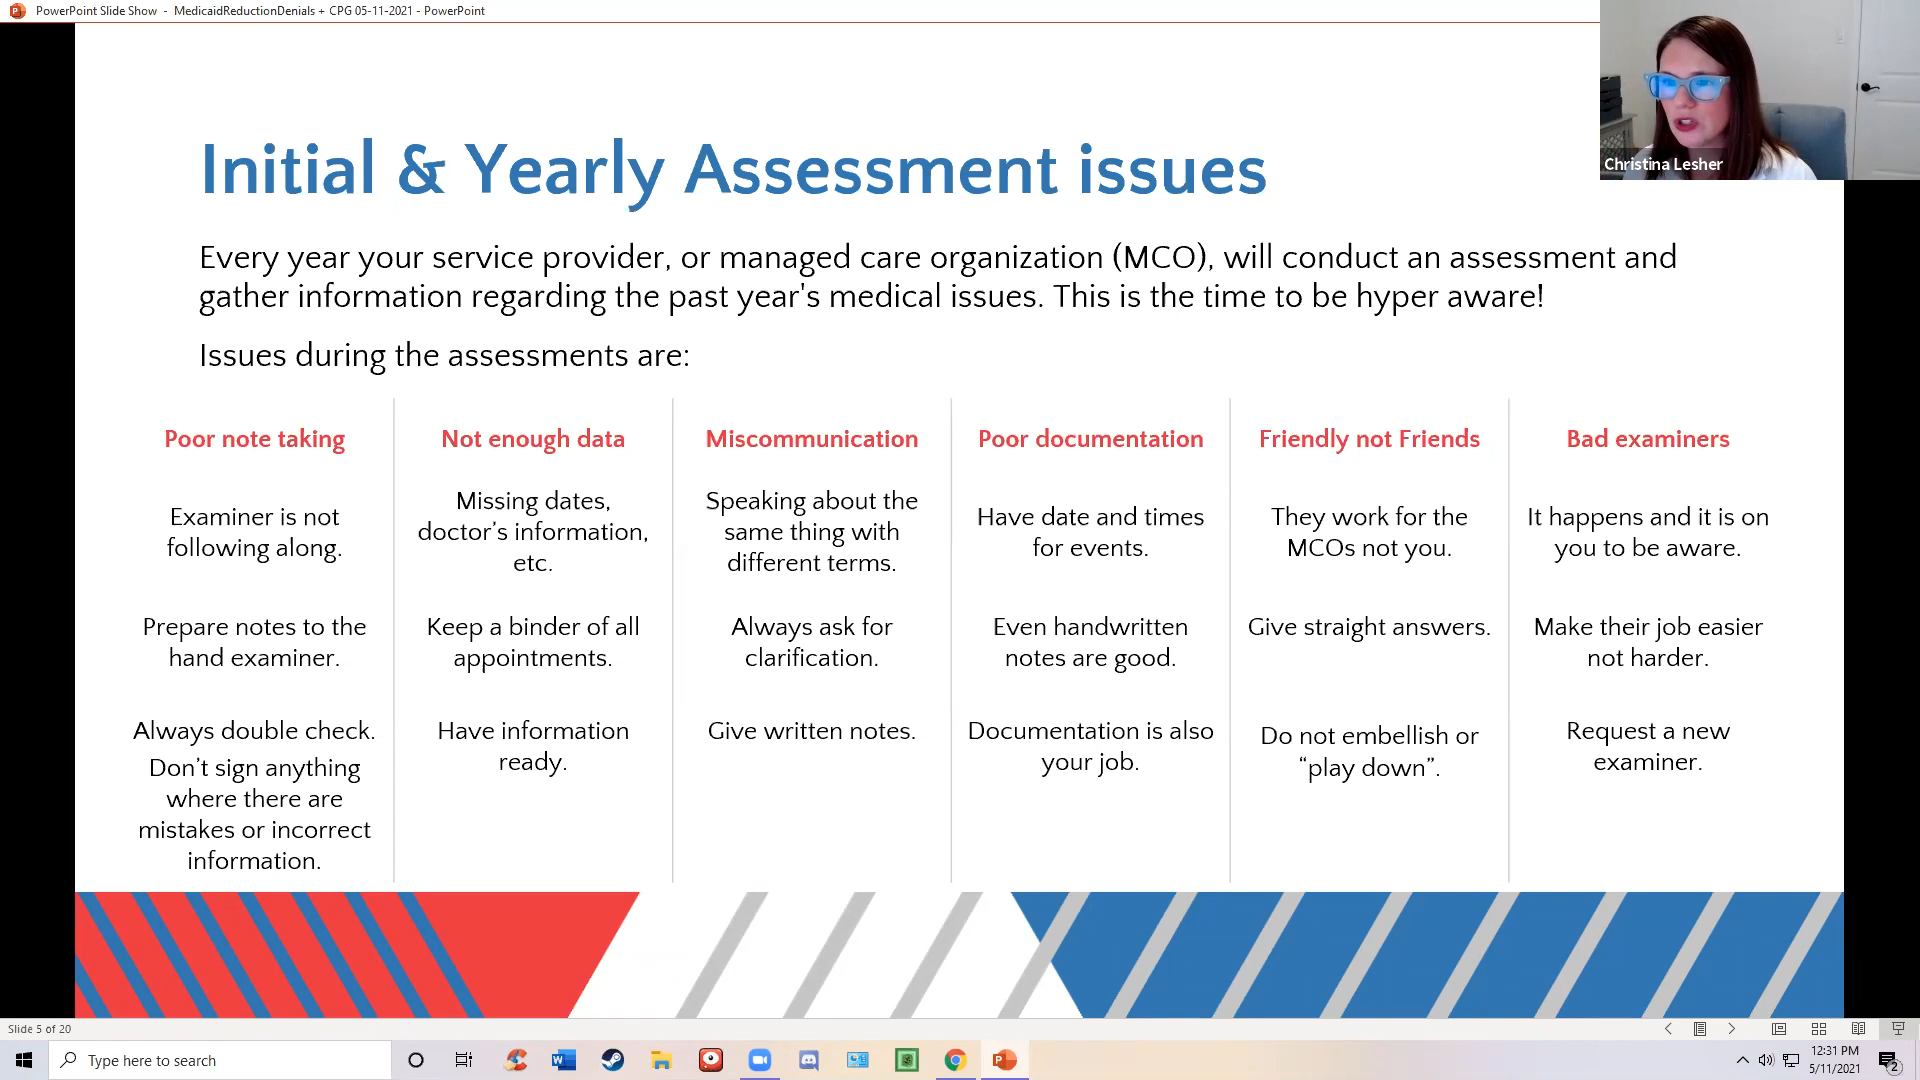 PowerPoint Slide Show - MedicaidReductionDenials + CPG 05-11-2021 - PowerPoint
Christina Lesher
Initial & Yearly Assessment issues
Every year your service provider, or managed care organization (MCO), will conduct an assessment and
gather information regarding the past year's medical issues. This is the time to be hyper aware!
Issues during the assessments are:
Poor note taking
Examiner is not
following along.
Prepare notes to the
hand examiner.
Always double check.
Don’t sign anything
where there are
mistakes or incorrect
information.
Not enough data
Missing dates,
doctor’s information,
etc.
Keep a binder of all
appointments.
Have information
ready.
Miscommunication
Speaking about the
same thing with
different terms.
Always ask for
clarification.
Give written notes.
Poor documentation
Have date and times
for events.
Even handwritten
notes are good.
Documentation is also
your job.
Friendly not Friends
They work for the
MCOs not you.
Give straight answers.
Do not embellish or
“play down”.
Bad examiners
It happens and it is on
you to be aware.
Make their job easier
not harder.
Request a new
examiner.
Slide 5 of 20
Type here to search
12:31 PM
5/11/2021
2